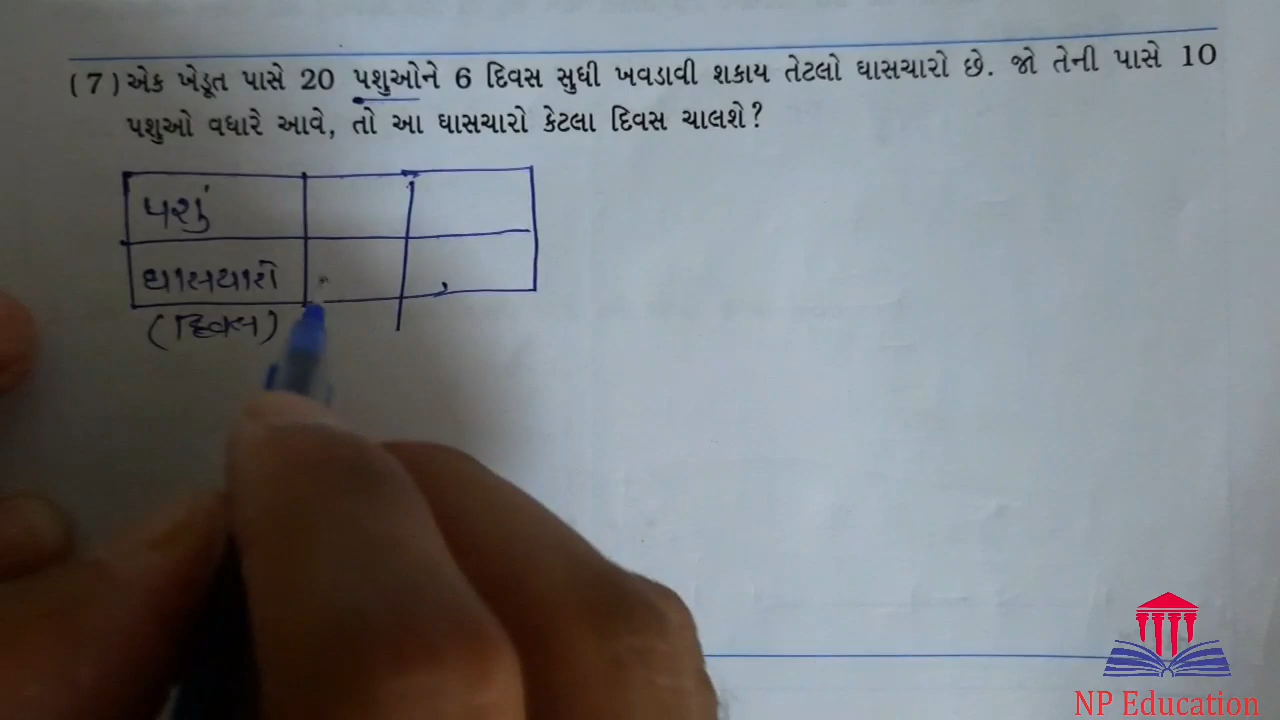 (7) એક ખેડૂત પાસે 20 પશુઓને 6 દિવસ સુધી ખવડાવી શકાય તેટલો ઘાસચારો છે. જો તેની પાસે 10
પશુઓ વધારે આવે, તો આ ઘાસચારો કેટલા દિવસ ચાલશે?
પશું
ઘાસચારો
(દિવસ)
NP Education